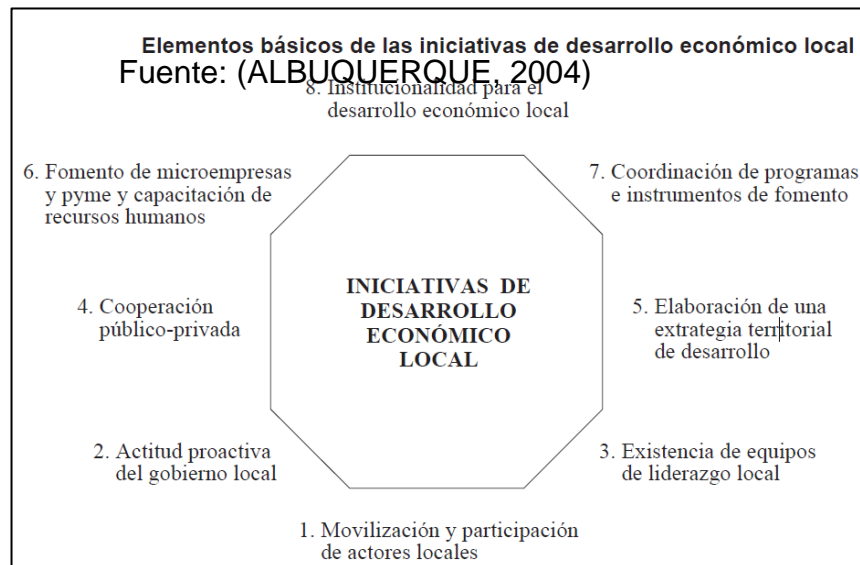 Elementos básicos de las iniciativas de desarrollo económico local
Fuente: (ALBUQUERQUE, 2004)
8. Institucionalidad para el
desarrollo económico local
6. Fomento de microempresas
y pyme y capacitación de
recursos humanos
7. Coordinación de programas
e instrumentos de fomento
INICIATIVAS DE
DESARROLLO
ECONÓMICO
LOCAL
4. Cooperación
público-privada
5. Elaboración de una
extrategia territorial
de desarrollo
2. Actitud proactiva
del gobierno local
3. Existencia de equipos
de liderazgo local
1. Movilización y participación
de actores locales